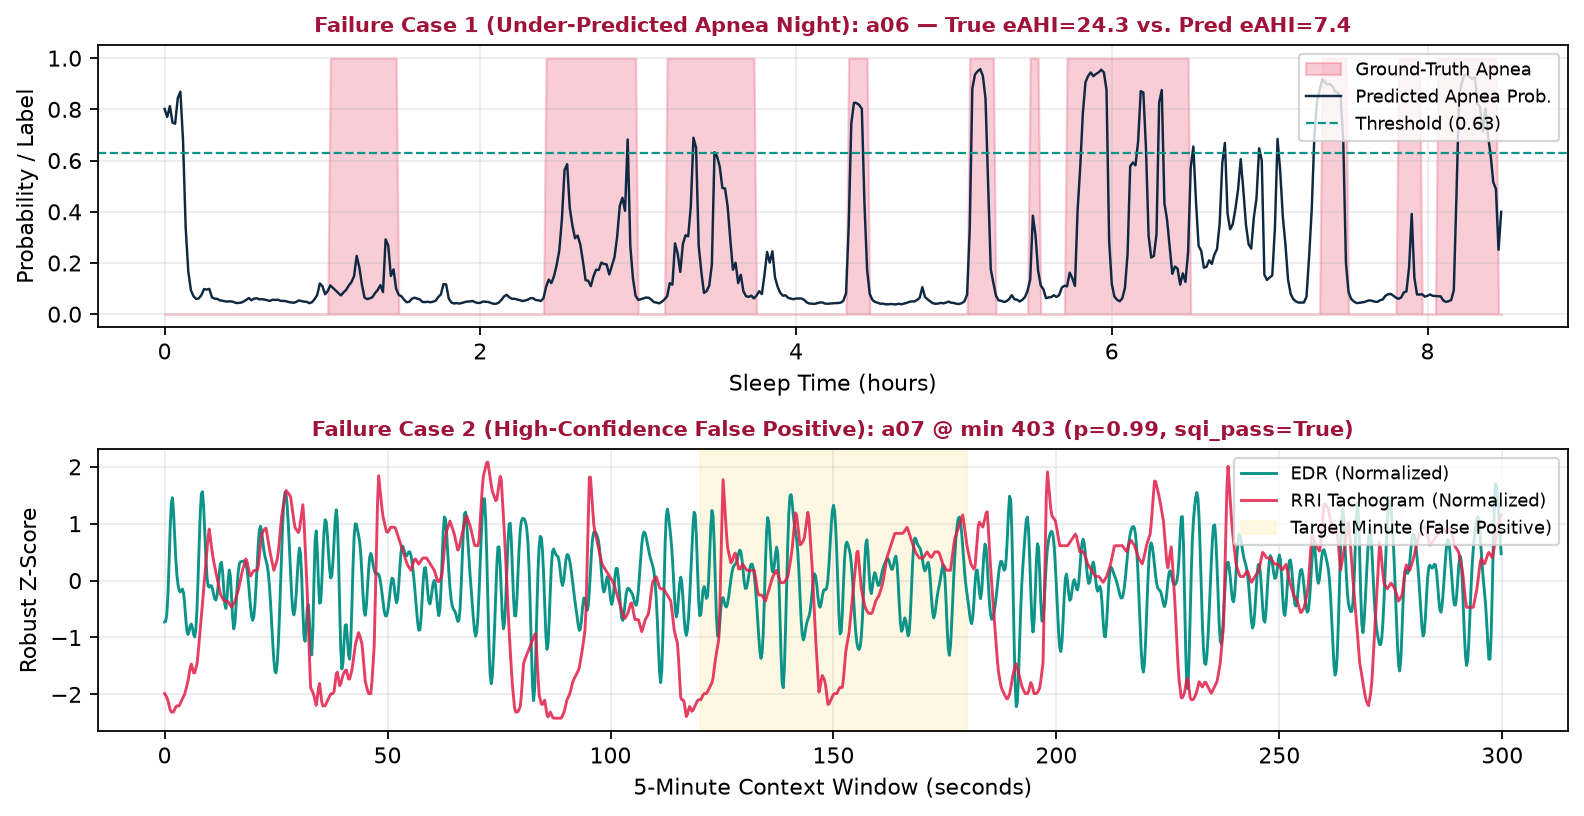 Failure Case 1 (Under-Predicted Apnea Night): a06 — True eAHI=24.3 vs. Pred eAHI=7.4
Probability / Label
1.0
0.8
0.6
0.4
0.2
0.0
Ground-Truth Apnea
Predicted Apnea Prob.
Threshold (0.63)
0 2 4 6 8
Sleep Time (hours)
Failure Case 2 (High-Confidence False Positive): a07 @ min 403 (p=0.99, sqi_pass=True)
Robust Z-Score
2
1
0
−1
−2
EDR (Normalized)
RRI Tachogram (Normalized)
Target Minute (False Positive)
0 50 100 150 200 250 300
5-Minute Context Window (seconds)